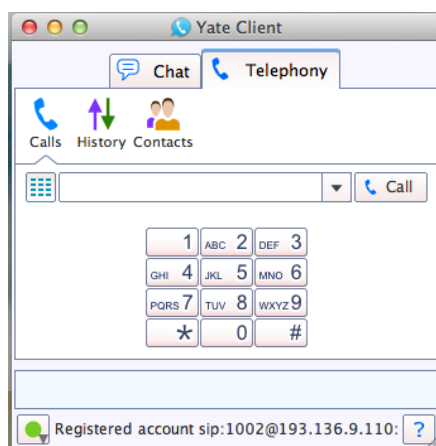 Yate Client
Chat Telephony
Calls History Contacts
Call
1 ABC 2 DEF 3
GHI 4 JKL 5 MNO 6
PQRS 7 TUV 8 WXYZ 9
* 0 #
Registered account sip:1002@193.136.9.110: ?